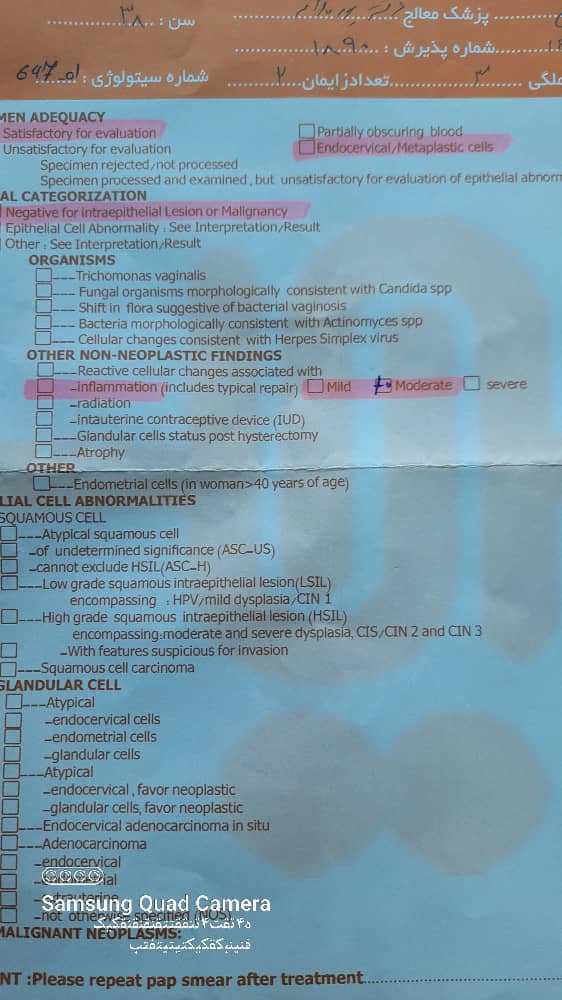 پزشک معالج سن : ۳۸
شماره پذیرش : ۱۸۹۰
ملگی ۳ تعدادزایمان ۲ شماره سیتولوژی :
MEN ADEQUACY
Satisfactory for evaluation Partially obscuring blood
Unsatisfactory for evaluation Endocervical/Metaplastic cells
Specimen rejected/not processed
Specimen processed and examined, but unsatisfactory for evaluation of epithelial abnorm
AL CATEGORIZATION
Negative for intraepithelial Lesion or Malignancy
Epithelial Cell Abnormality : See Interpretation/Result
Other : See Interpretation/Result
ORGANISMS
---Trichomonas vaginalis
--- Fungal organisms morphologically consistent with Candida spp
--- Shift in flora suggestive of bacterial vaginosis
--- Bacteria morphologically consistent with Actinomyces spp
--- Cellular changes consistent with Herpes Simplex virus
OTHER NON-NEOPLASTIC FINDINGS
---Reactive cellular changes associated with
-inflammation (includes typical repair) Mild Moderate severe
-radiation
-intauterine contraceptive device (IUD)
---Glandular cells status post hysterectomy
---Atrophy
OTHER
---Endometrial cells (in woman>40 years of age)
LIAL CELL ABNORMALITIES
SQUAMOUS CELL
---Atypical squamous cell
-of undetermined significance (ASC-US)
-cannot exclude HSIL(ASC-H)
---Low grade squamous intraepithelial lesion(LSIL)
encompassing : HPV/mild dysplasia/CIN 1
---High grade squamous intraepithelial lesion (HSIL)
encompassing:moderate and severe dysplasia, CIS/CIN 2 and CIN 3
-With features suspicious for invasion
---Squamous cell carcinoma
GLANDULAR CELL
---Atypical
-endocervical cells
-endometrial cells
-glandular cells
---Atypical
-endocervical, favor neoplastic
-glandular cells, favor neoplastic
---Endocervical adenocarcinoma in situ
---Adenocarcinoma
-endocervical
Samsung Quad Camera
-not otherwise specified (NOS)
MALIGNANT NEOPLASMS:
NT :Please repeat pap smear after treatment